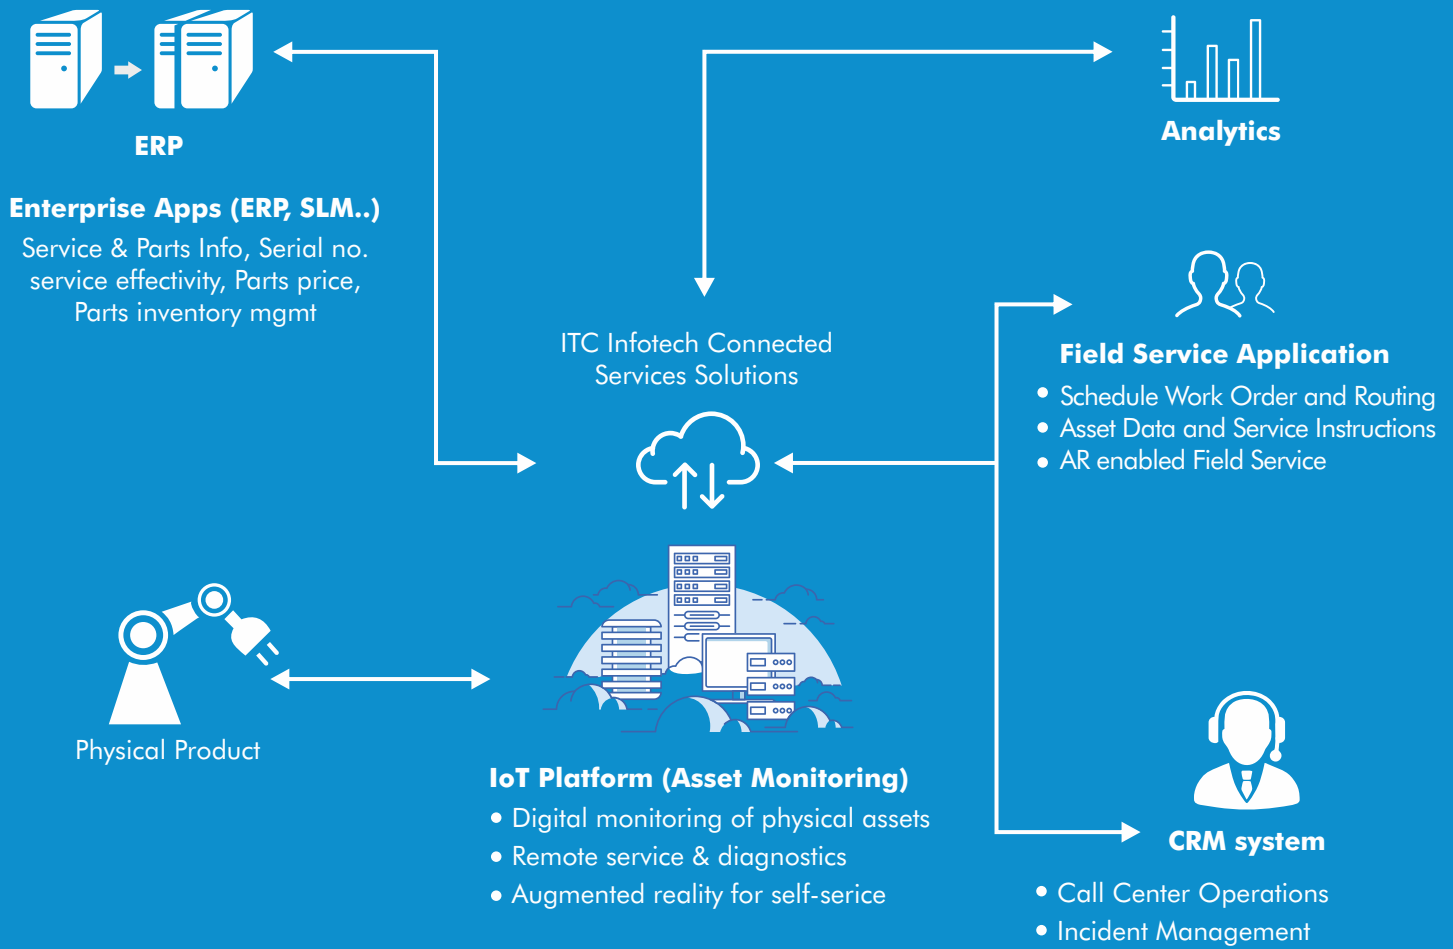 ERP
Enterprise Apps (ERP, SLM..)
Service & Parts Info, Serial no.
service effectivity, Parts price,
Parts inventory mgmt
Analytics
ITC Infotech Connected
Services Solutions
Field Service Application
• Schedule Work Order and Routing
• Asset Data and Service Instructions
• AR enabled Field Service
Physical Product
IoT Platform (Asset Monitoring)
• Digital monitoring of physical assets
• Remote service & diagnostics
• Augmented reality for self-serice
CRM system
• Call Center Operations
• Incident Management